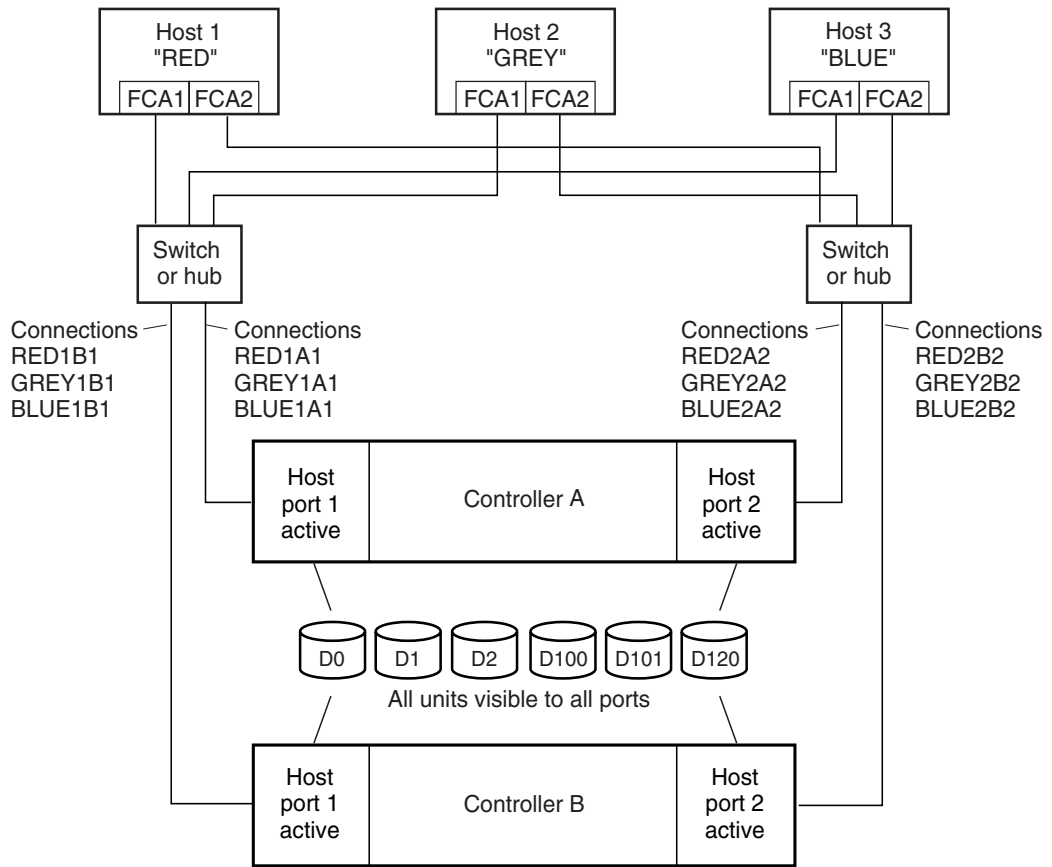 Host 1
"RED"
FCA1 FCA2
Host 2
"GREY"
FCA1 FCA2
Host 3
"BLUE"
FCA1 FCA2
Switch
or hub
Switch
or hub
Connections
RED1B1
GREY1B1
BLUE1B1
Connections
RED1A1
GREY1A1
BLUE1A1
Connections
RED2A2
GREY2A2
BLUE2A2
Connections
RED2B2
GREY2B2
BLUE2B2
Host
port 1
active
Controller A
Host
port 2
active
D0 D1 D2 D100 D101 D120
All units visible to all ports
Host
port 1
active
Controller B
Host
port 2
active